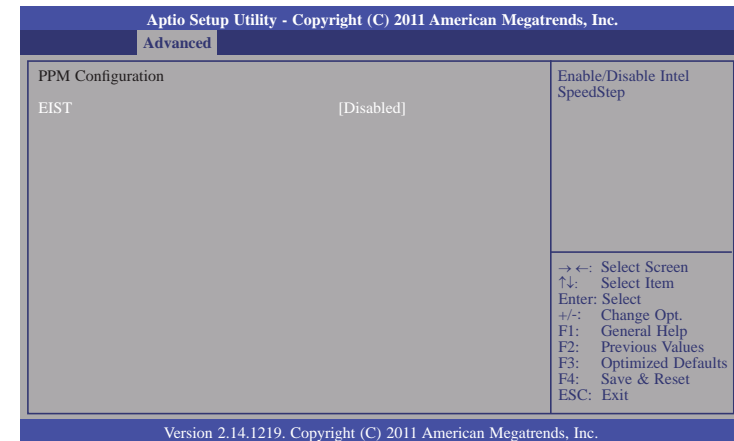 Aptio Setup Utility - Copyright (C) 2011 American Megatrends, Inc.
Advanced
PPM Configuration
EIST [Disabled]
Enable/Disable Intel
SpeedStep
→ ←: Select Screen
↑↓: Select Item
Enter: Select
+/-: Change Opt.
F1: General Help
F2: Previous Values
F3: Optimized Defaults
F4: Save & Reset
ESC: Exit
Version 2.14.1219. Copyright (C) 2011 American Megatrends, Inc.